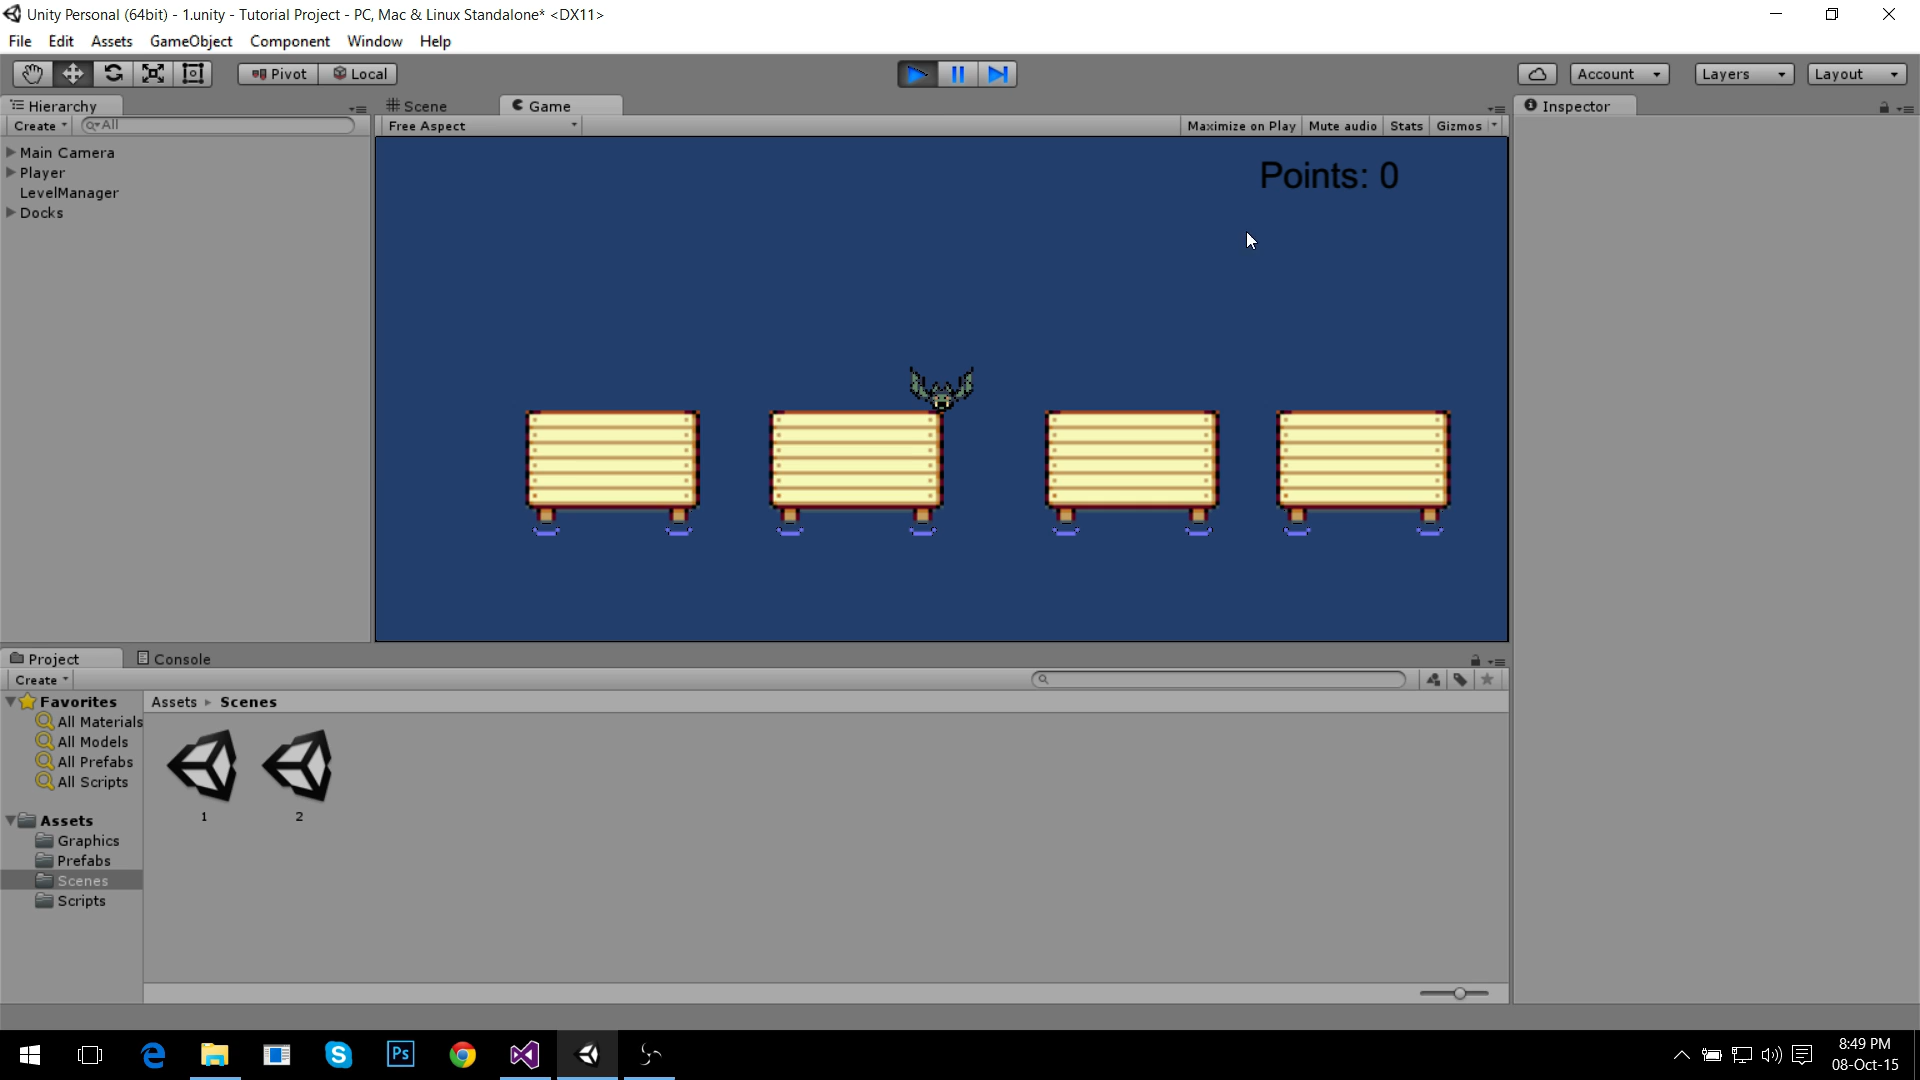 Unity Personal (64bit) - 1.unity - Tutorial Project - PC, Mac & Linux Standalone* <DX11>
File Edit Assets GameObject Component Window Help
Pivot Local Account Layers Layout
Hierarchy Scene Game Inspector
Create All Free Aspect Maximize on Play Mute audio Stats Gizmos
Main Camera
Player
LevelManager
Docks
Points: 0
Project Console
Create
Favorites
All Materials
All Models
All Prefabs
All Scripts
Assets
Graphics
Prefabs
Scenes
Scripts
Assets Scenes
1 2
Ps
8:49 PM
08-Oct-15